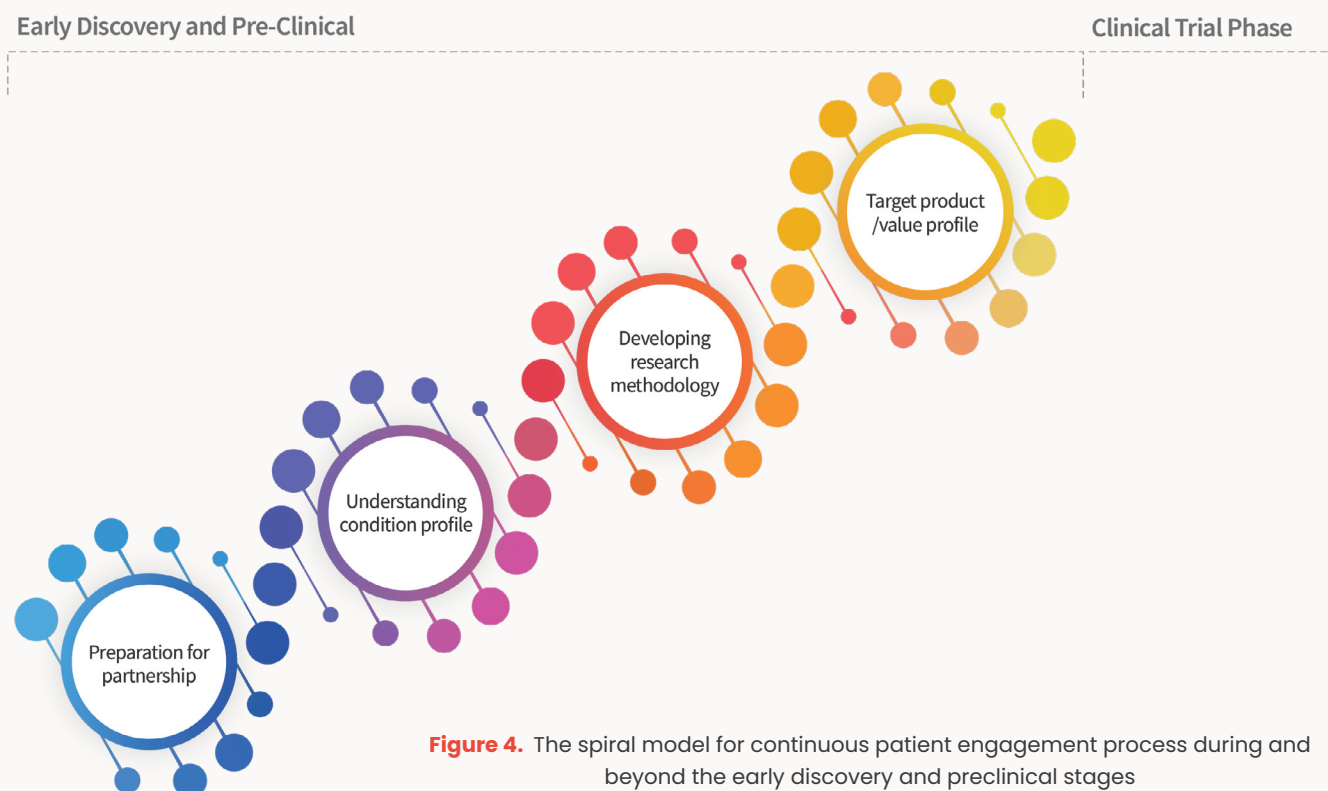 Early Discovery and Pre-Clinical
Clinical Trial Phase
Target product
/value profile
Developing
research
methodology
Understanding
condition profile
Preparation for
partnership
Figure 4. The spiral model for continuous patient engagement process during and
beyond the early discovery and preclinical stages